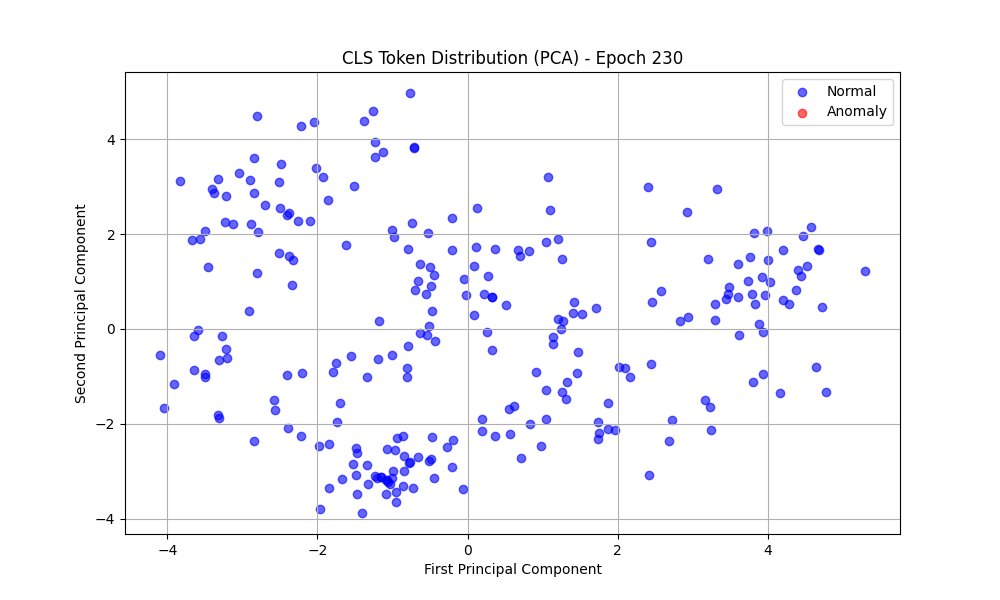 CLS Token Distribution (PCA) - Epoch 230
Normal
Anomaly
Second Principal Component
4
2
0
−2
−4
−4 −2 0 2 4
First Principal Component